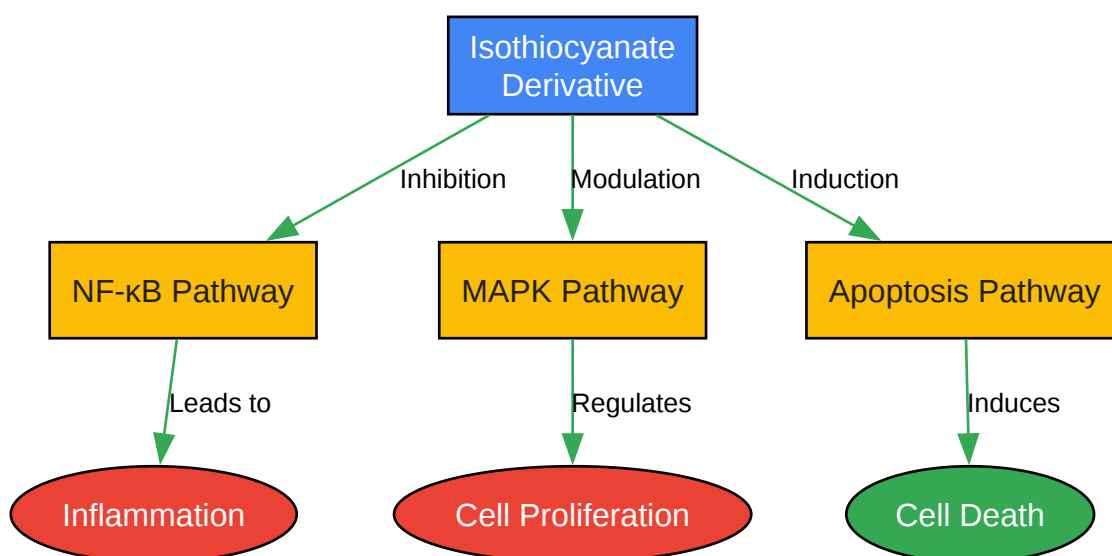 Isothiocyanate
Derivative
Inhibition
Modulation
Induction
NF-κB Pathway
MAPK Pathway
Apoptosis Pathway
Leads to
Regulates
Induces
Inflammation
Cell Proliferation
Cell Death